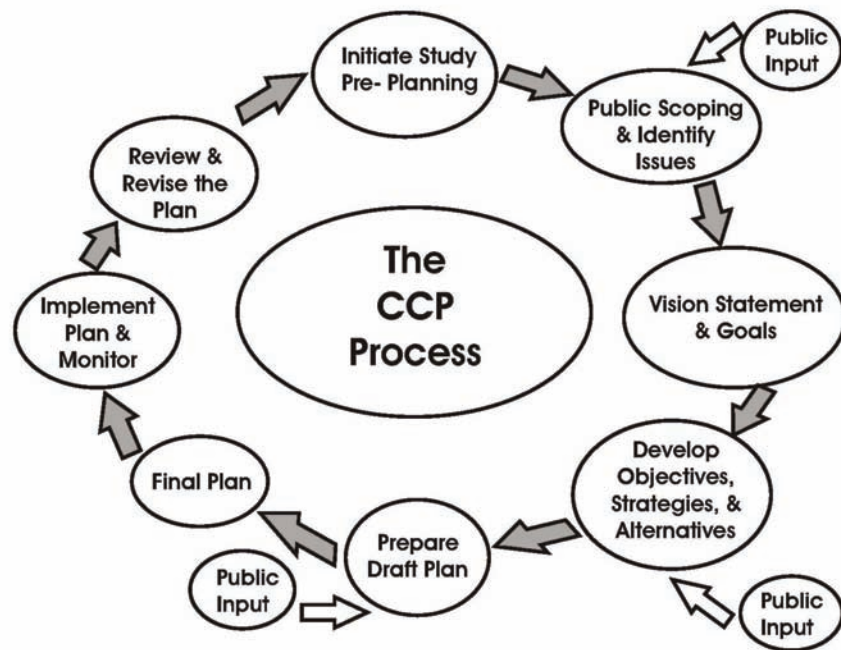 Initiate Study
Pre- Planning
Public
Input
Public Scoping
& Identify
Issues
Vision Statement
& Goals
Develop
Objectives,
Strategies, &
Alternatives
Public
Input
Prepare
Draft Plan
Public
Input
Final Plan
Implement
Plan &
Monitor
Review &
Revise the
Plan
The
CCP
Process